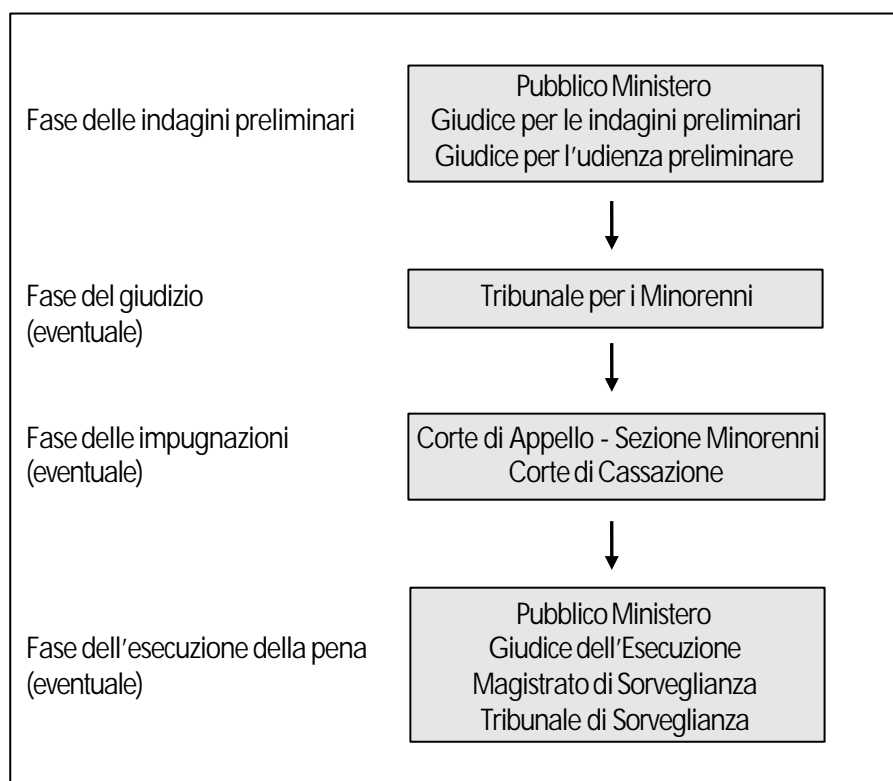 Fase delle indagini preliminari
Pubblico Ministero
Giudice per le indagini preliminari
Giudice per l'udienza preliminare
Fase del giudizio
(eventuale)
Tribunale per i Minorenni
Fase delle impugnazioni
(eventuale)
Corte di Appello - Sezione Minorenni
Corte di Cassazione
Fase dell'esecuzione della pena
(eventuale)
Pubblico Ministero
Giudice dell'Esecuzione
Magistrato di Sorveglianza
Tribunale di Sorveglianza